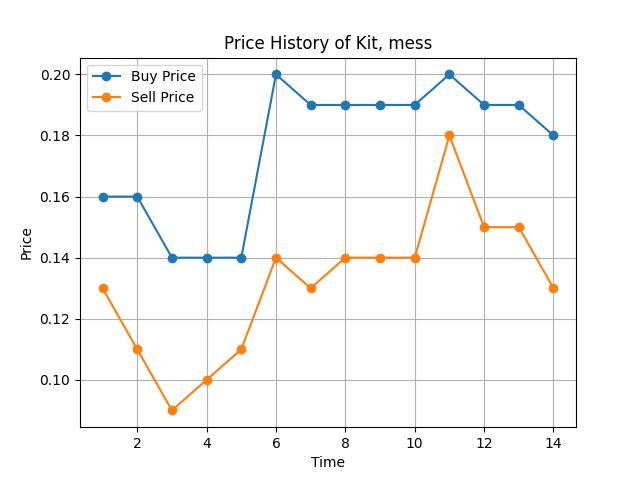 Price History of Kit, mess
Buy Price
Sell Price
0.20
0.18
0.16
0.14
0.12
0.10
Price
2 4 6 8 10 12 14
Time